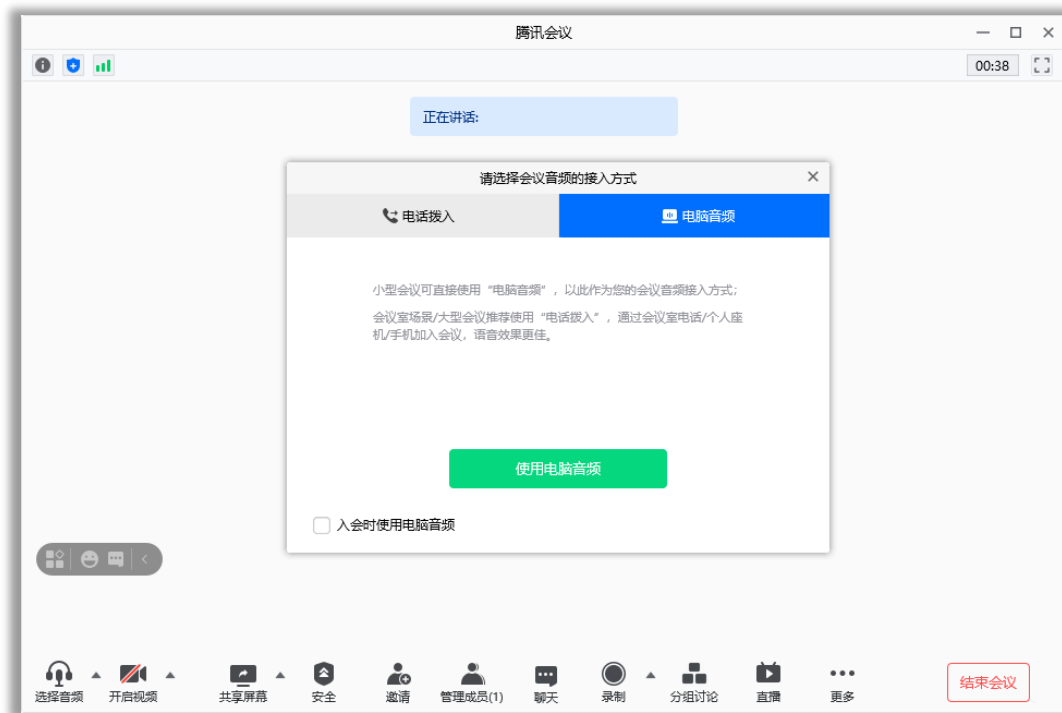 腾讯会议
00:38
正在讲话:
请选择会议音频的接入方式
电话拨入
电脑音频
小型会议可直接使用“电脑音频”，以此作为您的会议音频接入方式;
会议室场景/大型会议推荐使用“电话拨入”，通过会议室电话/个人座
机/手机加入会议，语音效果更佳。
使用电脑音频
入会时使用电脑音频
选择音频
开启视频
共享屏幕
安全
邀请
管理成员(1)
聊天
录制
分组讨论
直播
更多
结束会议